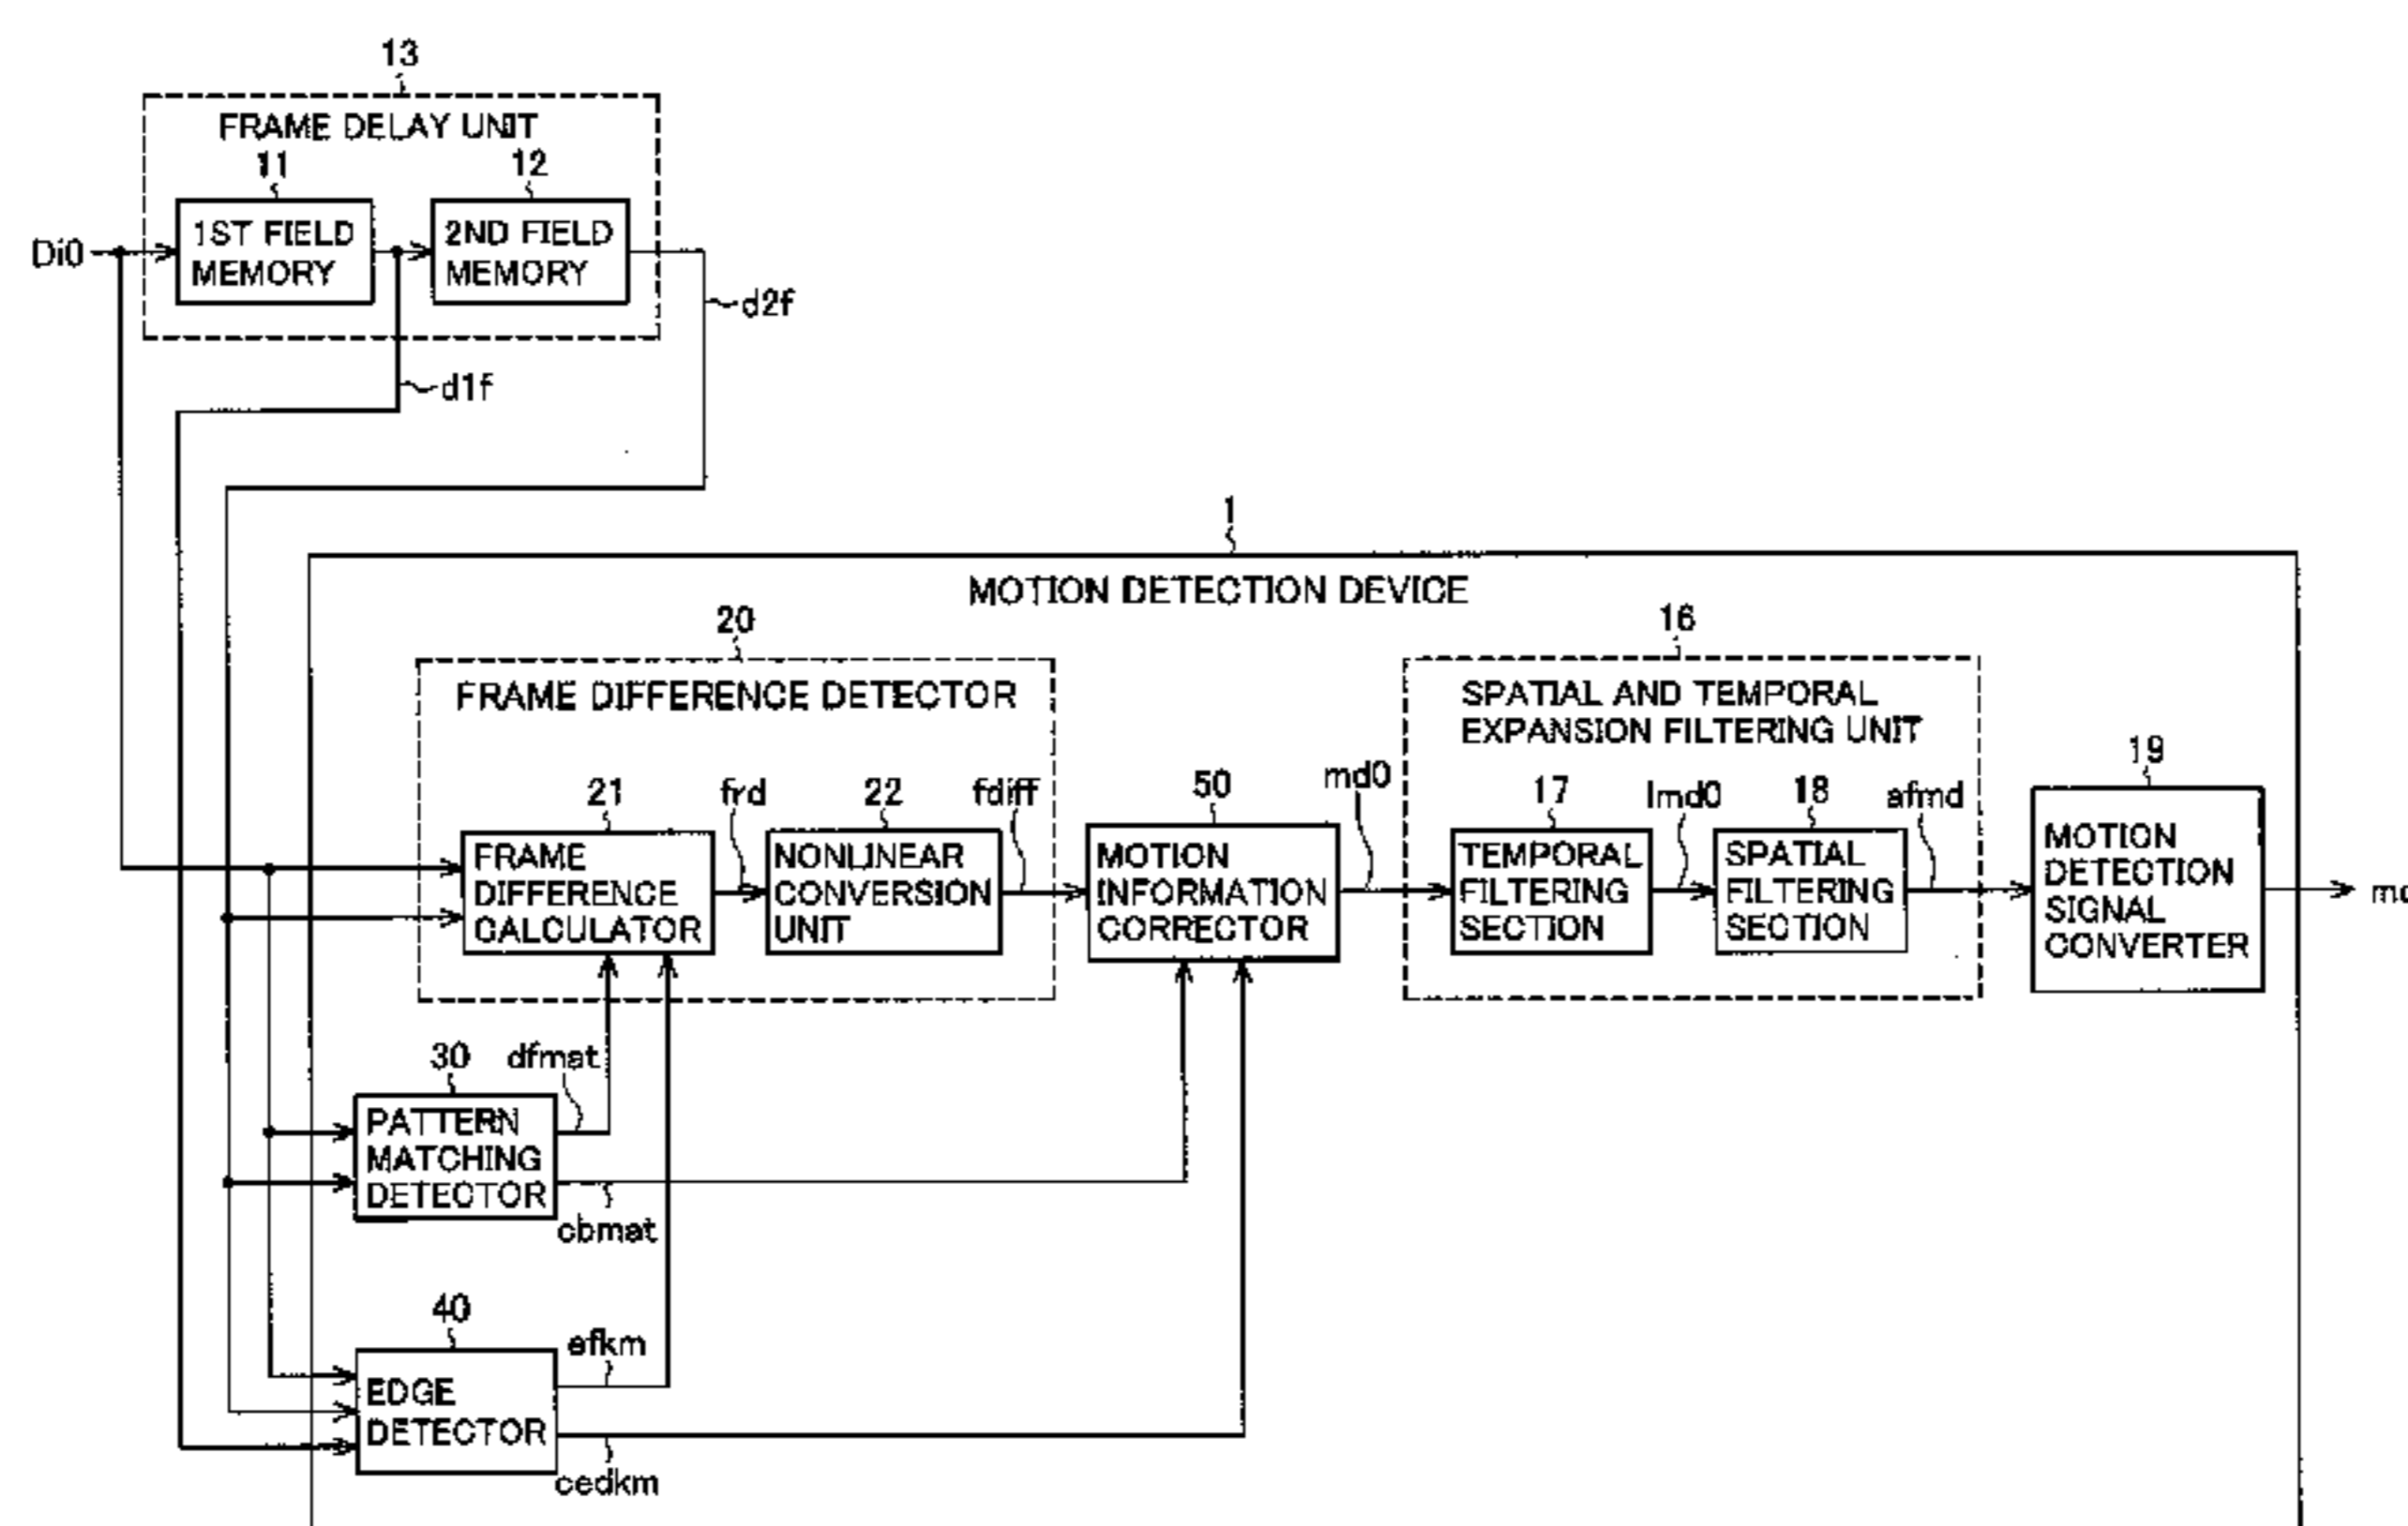 13
FRAME DELAY UNIT
11
12
Di0
1ST FIELD
MEMORY
2ND FIELD
MEMORY
d2f
d1f
1
MOTION DETECTION DEVICE
20
FRAME DIFFERENCE DETECTOR
16
SPATIAL AND TEMPORAL
EXPANSION FILTERING UNIT
21
frd
22
fdiff
50
md0
17
lmd0
18
afmd
19
FRAME
DIFFERENCE
CALCULATOR
NONLINEAR
CONVERSION
UNIT
MOTION
INFORMATION
CORRECTOR
TEMPORAL
FILTERING
SECTION
SPATIAL
FILTERING
SECTION
MOTION
DETECTION
SIGNAL
CONVERTER
30
dfmat
PATTERN
MATCHING
DETECTOR
cbmat
40
efkm
EDGE
DETECTOR
cedkm